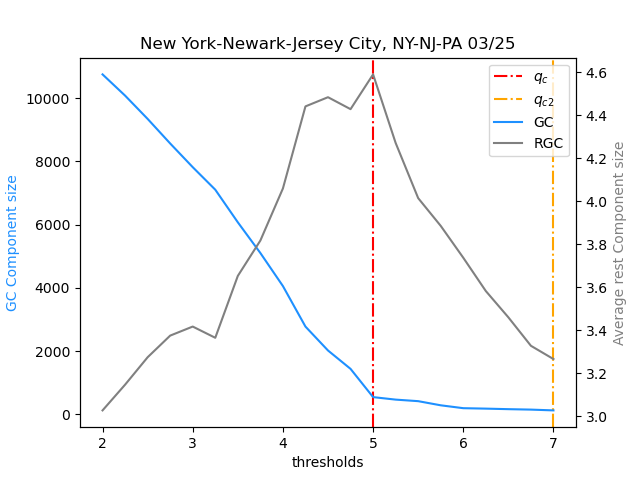 New York-Newark-Jersey City, NY-NJ-PA 03/25
GC Component size
10000
8000
6000
4000
2000
0
q_c
q_{c2}
GC
RGC
4.6
4.4
4.2
4.0
3.8
3.6
3.4
3.2
3.0
Average rest Component size
2 3 4 5 6 7
thresholds